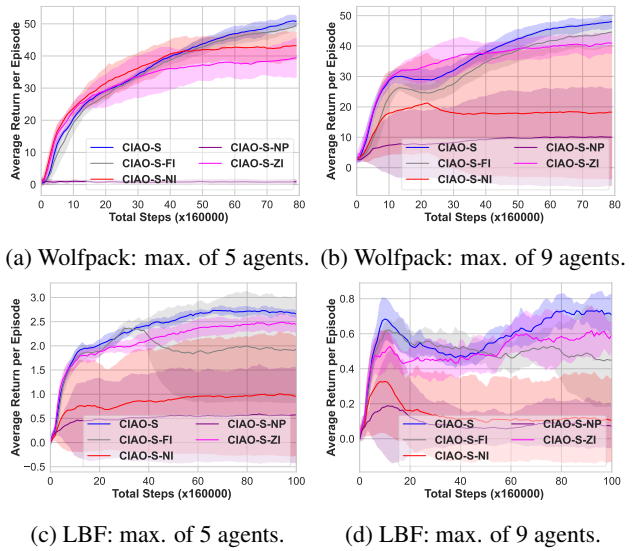 Average Return per Episode
50
40
30
20
10
0
CIAO-S
CIAO-S-FI
CIAO-S-NI
CIAO-S-NP
CIAO-S-ZI
0 10 20 30 40 50 60 70 80
Total Steps (x160000)
(a) Wolfpack: max. of 5 agents.
Average Return per Episode
50
40
30
20
10
0
CIAO-S
CIAO-S-FI
CIAO-S-NI
CIAO-S-NP
CIAO-S-ZI
0 10 20 30 40 50 60 70 80
Total Steps (x160000)
(b) Wolfpack: max. of 9 agents.
Average Return per Episode
3.0
2.5
2.0
1.5
1.0
0.5
0.0
−0.5
CIAO-S
CIAO-S-FI
CIAO-S-NI
CIAO-S-NP
CIAO-S-ZI
0 20 40 60 80 100
Total Steps (x160000)
(c) LBF: max. of 5 agents.
Average Return per Episode
0.8
0.6
0.4
0.2
0.0
CIAO-S
CIAO-S-FI
CIAO-S-NI
CIAO-S-NP
CIAO-S-ZI
0 20 40 60 80 100
Total Steps (x160000)
(d) LBF: max. of 9 agents.